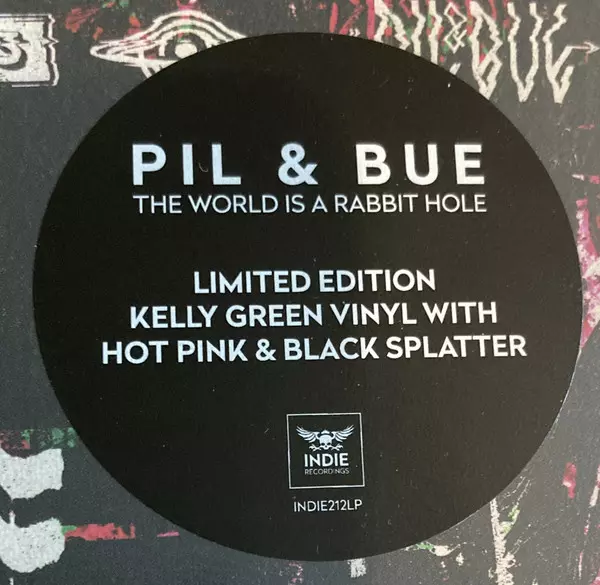 PIL & BUE
THE WORLD IS A RABBIT HOLE
LIMITED EDITION
KELLY GREEN VINYL WITH
HOT PINK & BLACK SPLATTER
INDIE
RECORDINGS
INDIE212LP